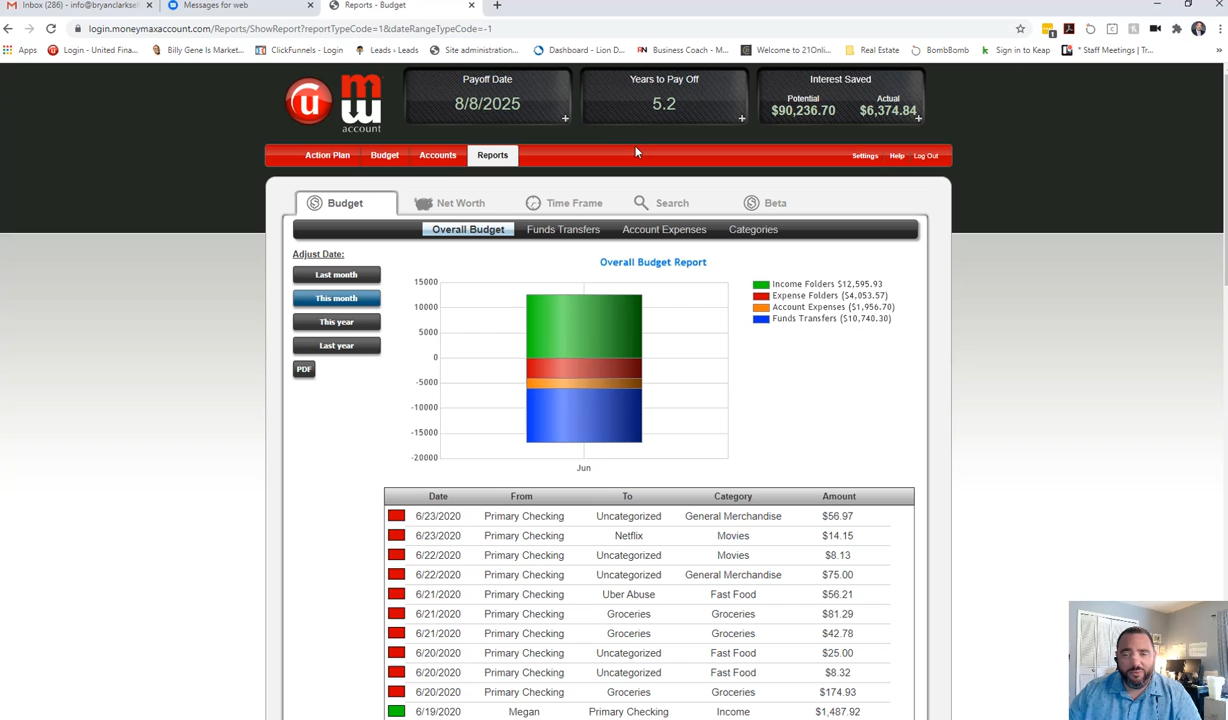 Inbox (286) - info@bryanclarksel
Messages for web
Reports - Budget
login.moneymaxaccount.com/Reports/ShowReport?reportTypeCode=1&dateRangeTypeCode=-1
Apps
Login - United Finan...
Billy Gene Is Market...
ClickFunnels - Login
Leads ‹ Leads
Site administration...
Dashboard - Lion D...
Business Coach - M...
Welcome to 21Onli...
Real Estate
BombBomb
Sign in to Keap
* Staff Meetings | Tr...
»
Payoff Date
8/8/2025
+
Years to Pay Off
5.2
+
Interest Saved
Potential
Actual
$90,236.70
$6,374.84
+
u
account
Action Plan
Budget
Accounts
Reports
Settings
Help
Log Out
Budget
Net Worth
Time Frame
Search
Beta
Overall Budget
Funds Transfers
Account Expenses
Categories
Adjust Date:
Last month
This month
This year
Last year
PDF
Overall Budget Report
15000
10000
5000
0
-5000
-10000
-15000
-20000
Jun
Income Folders $12,595.93
Expense Folders ($4,053.57)
Account Expenses ($1,956.70)
Funds Transfers ($10,740.30)
Date From To Category Amount
6/23/2020 Primary Checking Uncategorized General Merchandise $56.97
6/23/2020 Primary Checking Netflix Movies $14.15
6/22/2020 Primary Checking Uncategorized Movies $8.13
6/22/2020 Primary Checking Uncategorized General Merchandise $75.00
6/21/2020 Primary Checking Uber Abuse Fast Food $56.21
6/21/2020 Primary Checking Groceries Groceries $81.29
6/21/2020 Primary Checking Groceries Groceries $42.78
6/20/2020 Primary Checking Uncategorized Fast Food $25.00
6/20/2020 Primary Checking Uncategorized Fast Food $8.32
6/20/2020 Primary Checking Groceries Groceries $174.93
6/19/2020 Megan Primary Checking Income $1,487.92